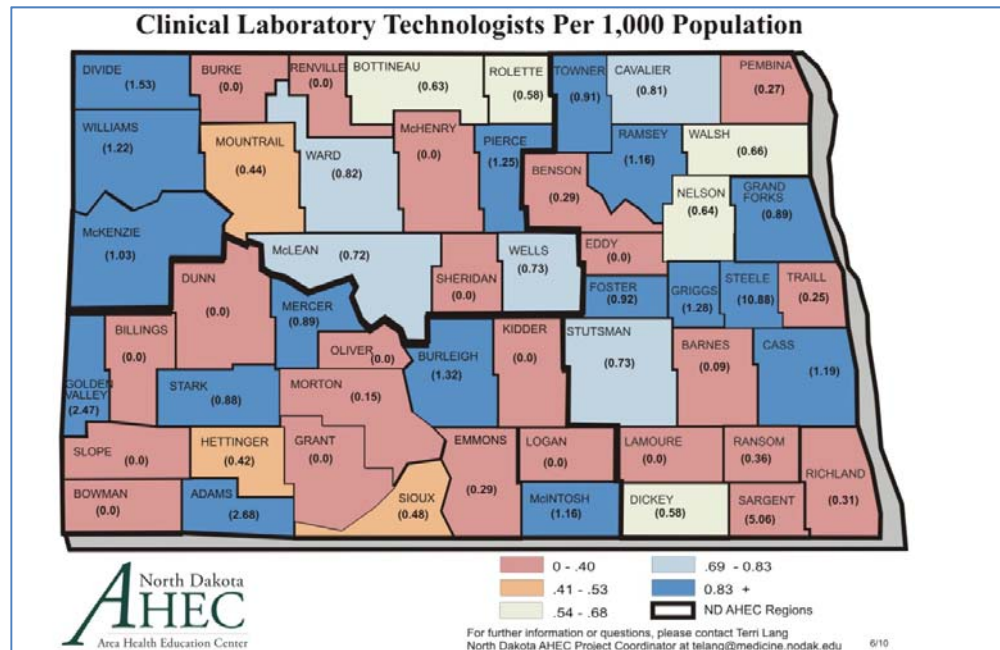 Clinical Laboratory Technologists Per 1,000 Population
DIVIDE
(1.53)
BURKE
(0.0)
RENVILLE
(0.0)
BOTTINEAU
(0.63)
ROLETTE
(0.58)
TOWNER
(0.91)
CAVALIER
(0.81)
PEMBINA
(0.27)
WILLIAMS
(1.22)
MOUNTRAIL
(0.44)
WARD
(0.82)
McHENRY
(0.0)
PIERCE
(1.25)
RAMSEY
(1.16)
WALSH
(0.66)
BENSON
(0.29)
NELSON
(0.64)
GRAND
FORKS
(0.89)
McKENZIE
(1.03)
McLEAN
(0.72)
SHERIDAN
(0.0)
WELLS
(0.73)
EDDY
(0.0)
FOSTER
(0.92)
GRIGGS
(1.28)
STEELE
(10.88)
TRAILL
(0.25)
DUNN
(0.0)
MERCER
(0.89)
OLIVER
(0.0)
BILLINGS
(0.0)
GOLDEN
VALLEY
(2.47)
STARK
(0.88)
MORTON
(0.15)
BURLEIGH
(1.32)
KIDDER
(0.0)
STUTSMAN
(0.73)
BARNES
(0.09)
CASS
(1.19)
SLOPE
(0.0)
HETTINGER
(0.42)
GRANT
(0.0)
EMMONS
(0.29)
LOGAN
(0.0)
LAMOURE
(0.0)
RANSOM
(0.36)
RICHLAND
(0.31)
BOWMAN
(0.0)
ADAMS
(2.68)
SIOUX
(0.48)
McINTOSH
(1.16)
DICKEY
(0.58)
SARGENT
(5.06)
North Dakota
AHEC
Area Health Education Center
0 - .40
.41 - .53
.54 - .68
.69 - 0.83
0.83 +
ND AHEC Regions
For further information or questions, please contact Terri Lang
North Dakota AHEC Project Coordinator at telang@medicine.nodak.edu
6/10